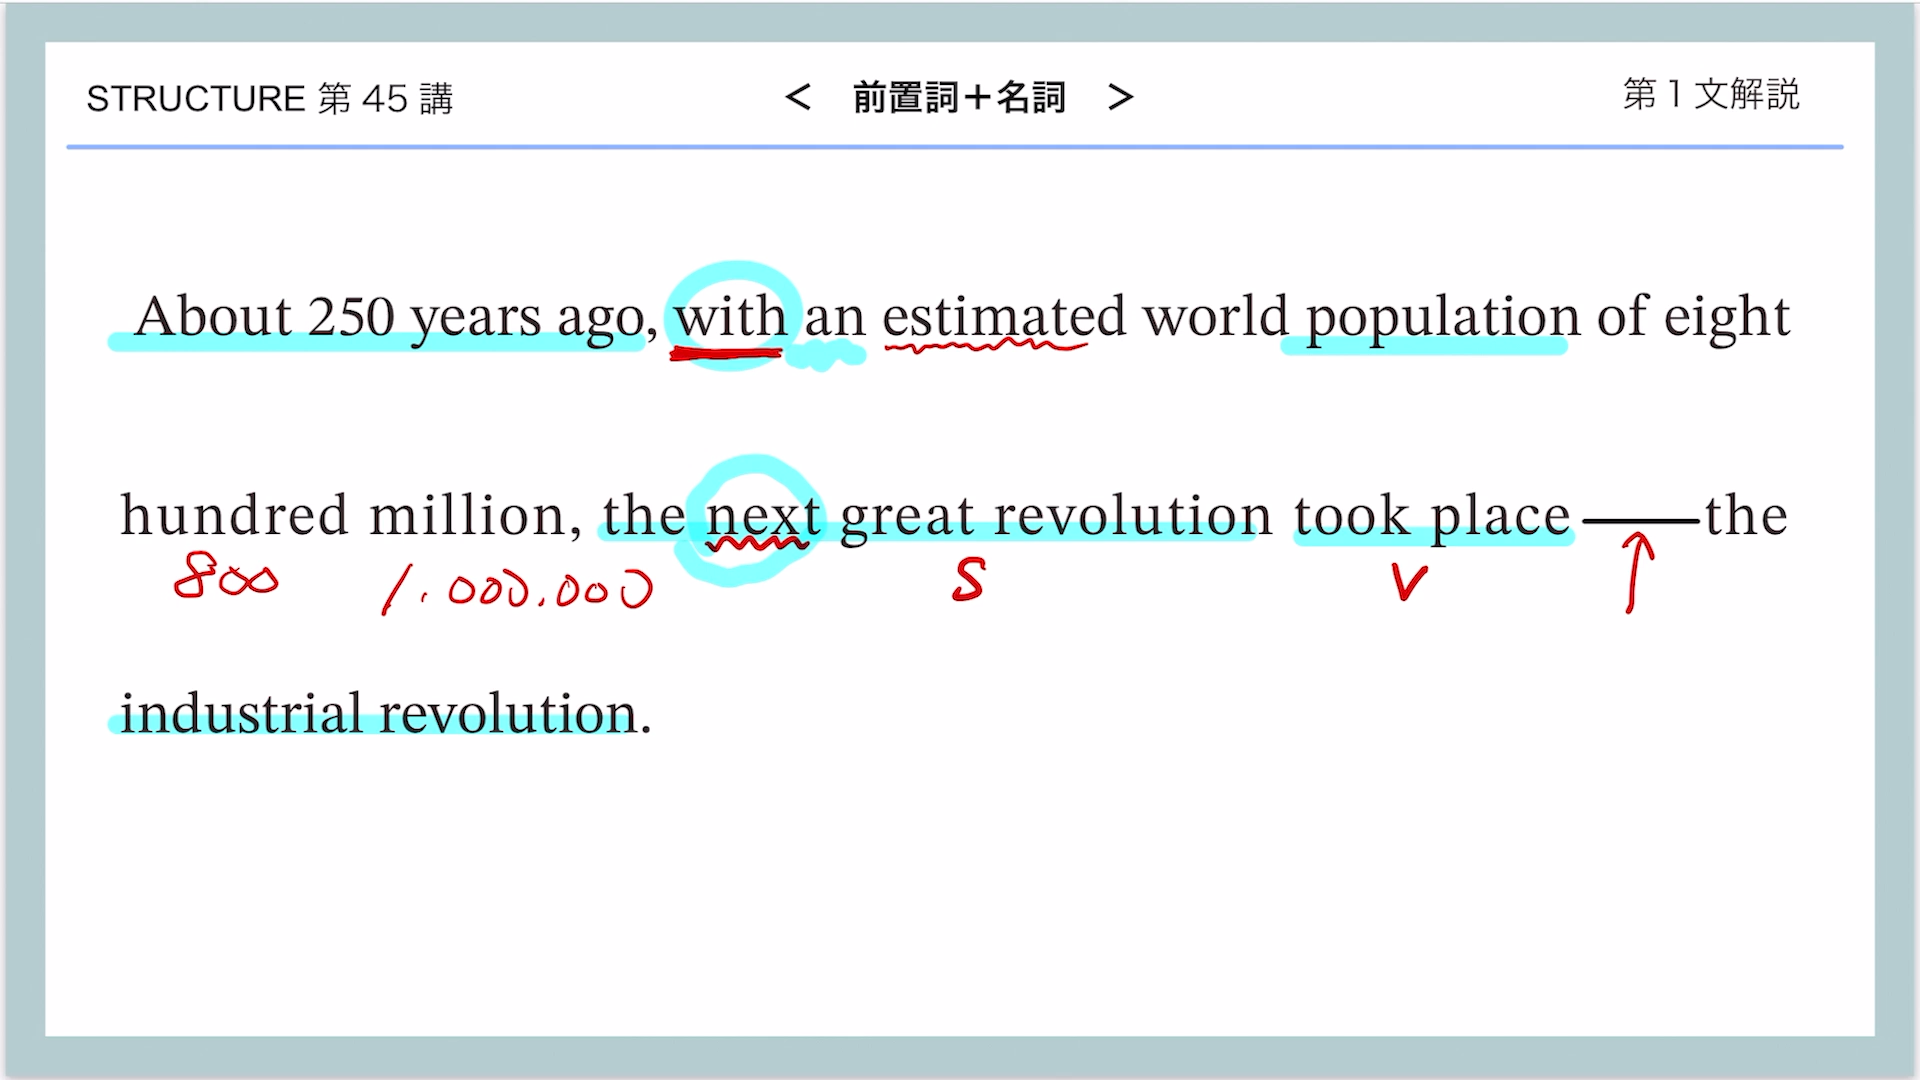 STRUCTURE 第 45 講
< 前置詞＋名詞 >
第 1 文解説
About 250 years ago, with an estimated world population of eight
hundred million, the next great revolution took place ——the
800 1.000.000 S V
industrial revolution.